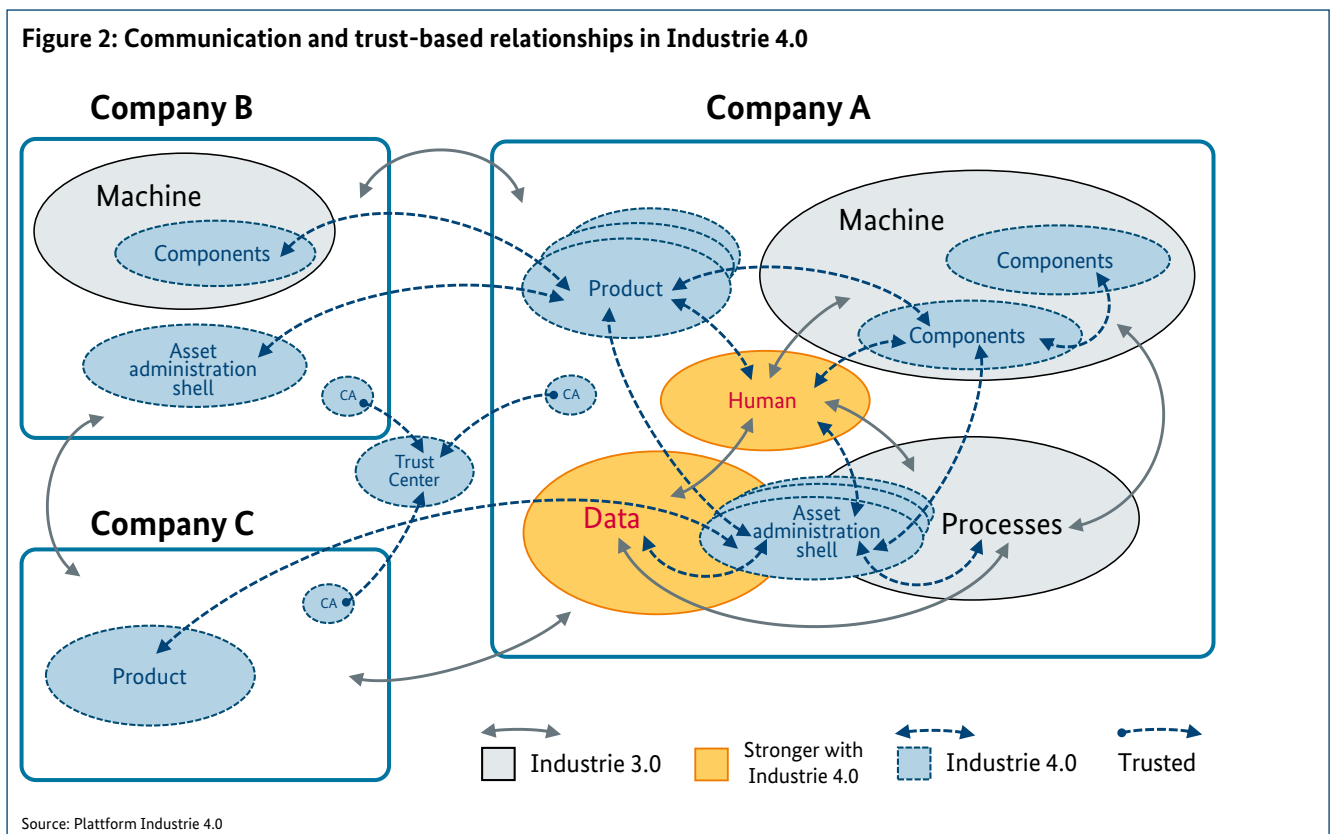 Figure 2: Communication and trust-based relationships in Industrie 4.0
Company B
Company A
Machine
Components
Asset
administration
shell
CA
CA
Trust
Center
Product
Machine
Components
Components
Human
Data
Asset
administration
shell
Processes
Company C
CA
Product
Industrie 3.0
Stronger with
Industrie 4.0
Industrie 4.0
Trusted
Source: Plattform Industrie 4.0